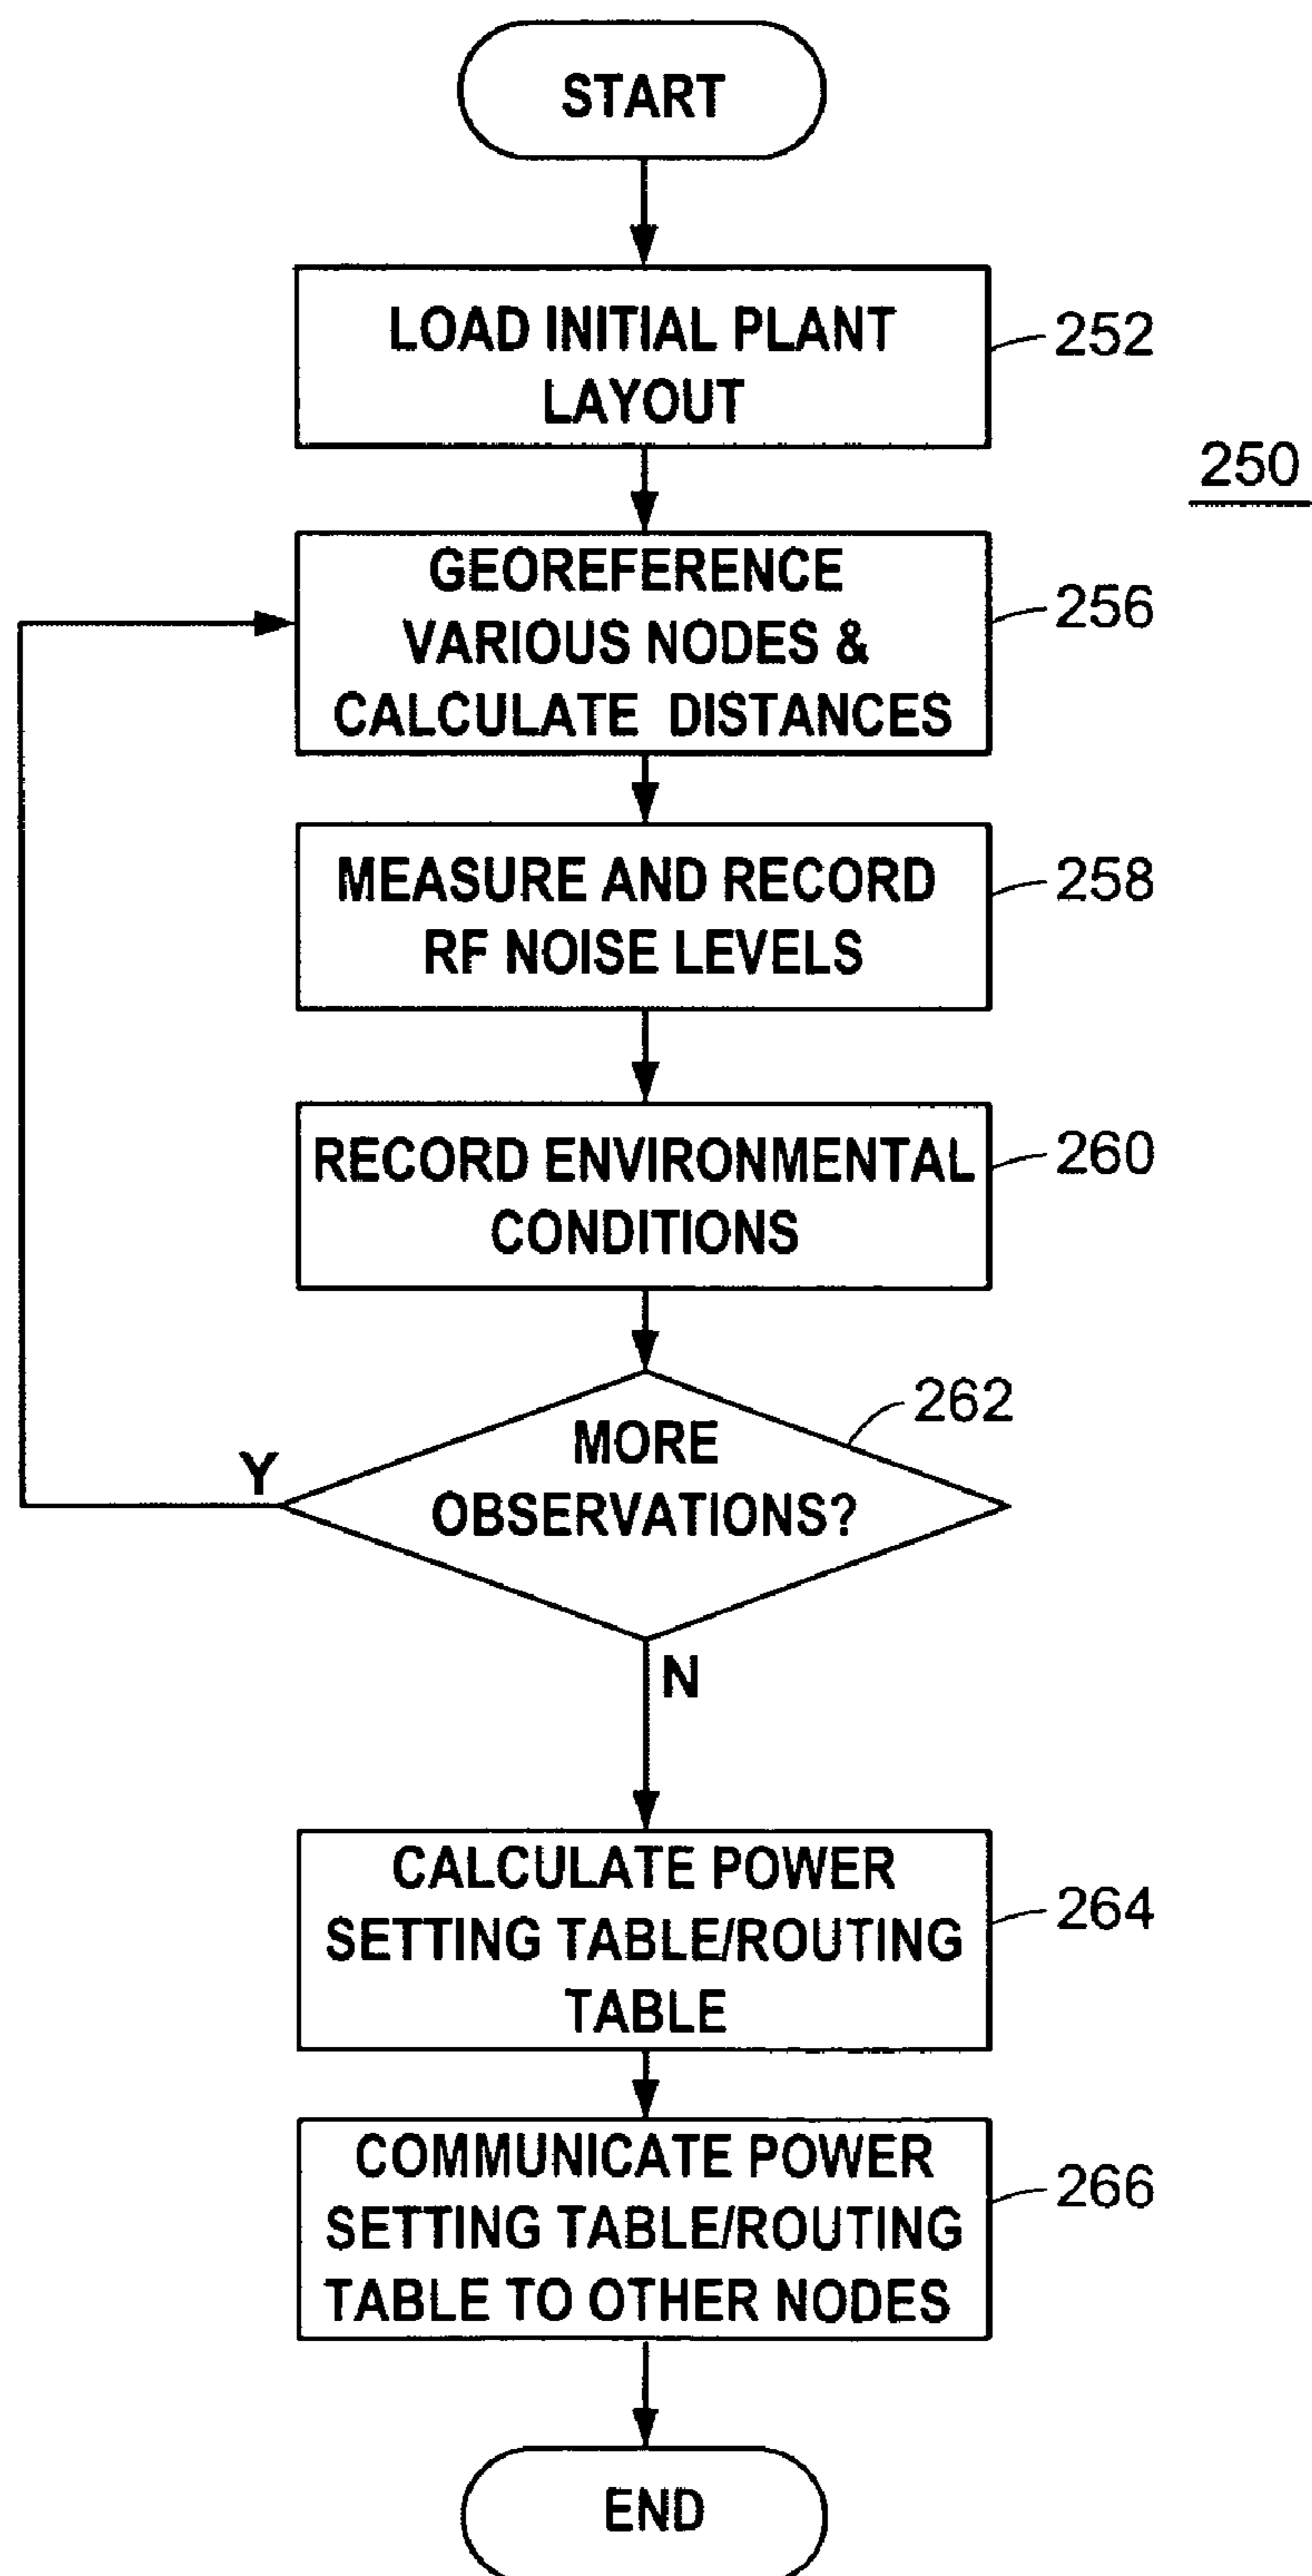 START
LOAD INITIAL PLANT
LAYOUT
252
250
GEOREFERENCE
VARIOUS NODES &
CALCULATE DISTANCES
256
MEASURE AND RECORD
RF NOISE LEVELS
258
RECORD ENVIRONMENTAL
CONDITIONS
260
MORE
OBSERVATIONS?
262
Y
N
CALCULATE POWER
SETTING TABLE/ROUTING
TABLE
264
COMMUNICATE POWER
SETTING TABLE/ROUTING
TABLE TO OTHER NODES
266
END